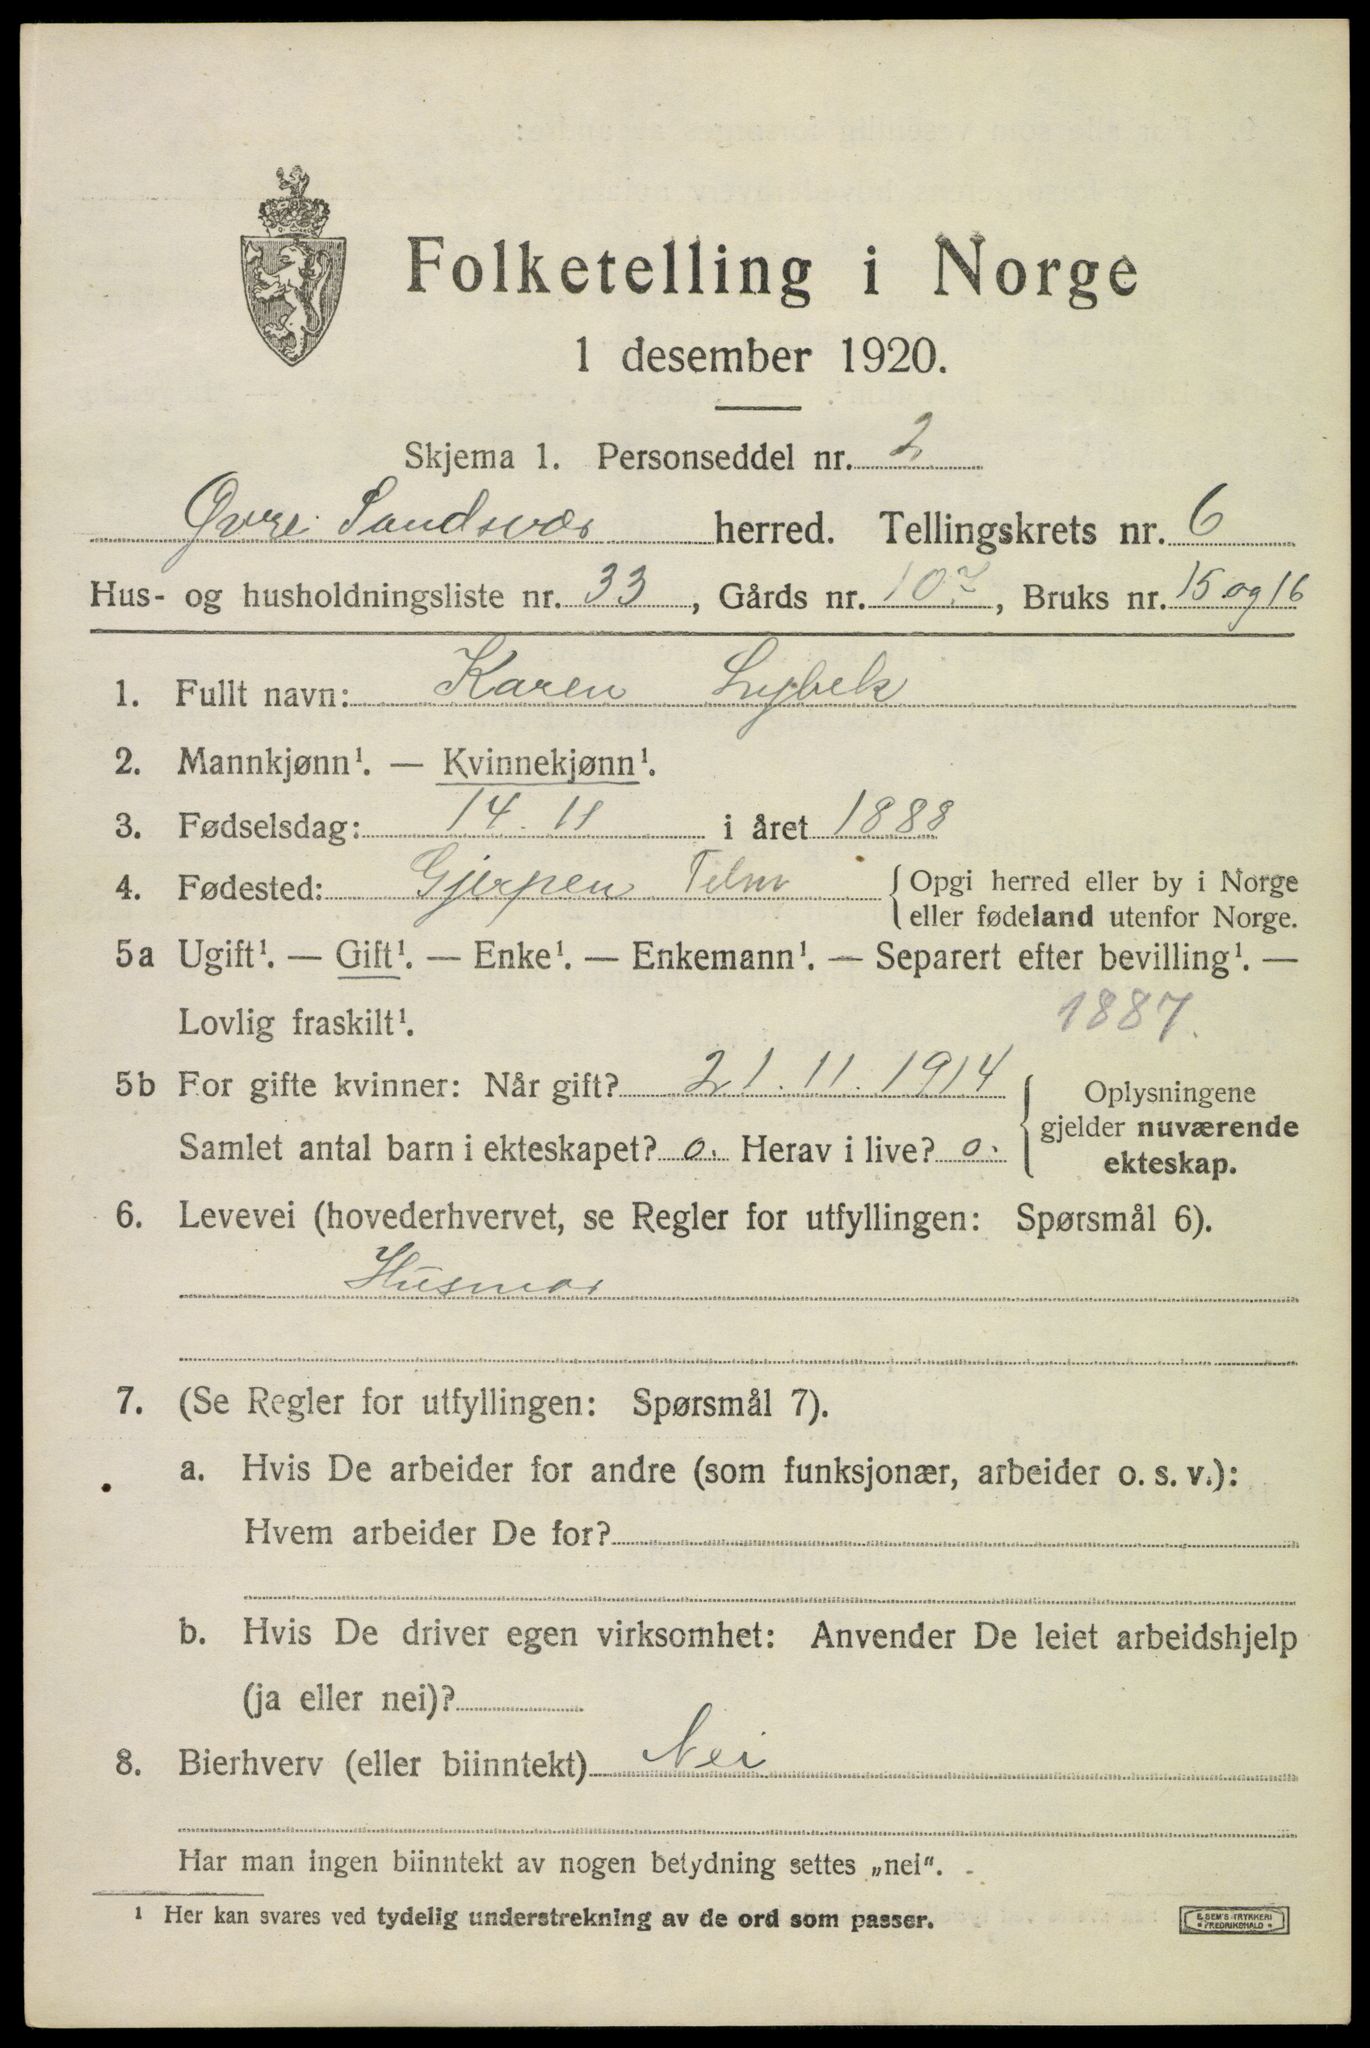 Folketelling i Norge
1 desember 1920.
Skjema 1. Personseddel nr. 2
Øvre Sandsvær herred. Tellingskrets nr. 6
Hus- og husholdningsliste nr. 33, Gårds nr. 107, Bruks nr. 15 og 16
1. Fullt navn: Karen Lybek
2. Mannkjønn¹. — Kvinnekjønn¹.
3. Fødselsdag: 14. 11 i året 1888
4. Fødested: Gjerpen Telm {Opgi herred eller by i Norge
eller fødeland utenfor Norge.
5a Ugift¹. — Gift¹. — Enke¹. — Enkemann¹. — Separert efter bevilling¹. —
Lovlig fraskilt¹. 1887.
5b For gifte kvinner: Når gift? 21. 11. 1914
Samlet antal barn i ekteskapet? 0. Herav i live? 0.
Oplysningene
gjelder nuværende
ekteskap.
6. Levevei (hovederhvervet, se Regler for utfyllingen: Spørsmål 6).
Husmor
7. (Se Regler for utfyllingen: Spørsmål 7).
a. Hvis De arbeider for andre (som funksjonær, arbeider o. s. v.):
Hvem arbeider De for?
b. Hvis De driver egen virksomhet: Anvender De leiet arbeidshjelp
(ja eller nei)?
8. Bierhverv (eller biinntekt) Nei
Har man ingen biinntekt av nogen betydning settes „nei“.
¹ Her kan svares ved tydelig understrekning av de ord som passer.
E. SEM'S TRYKKERI
FREDRIKSHALD